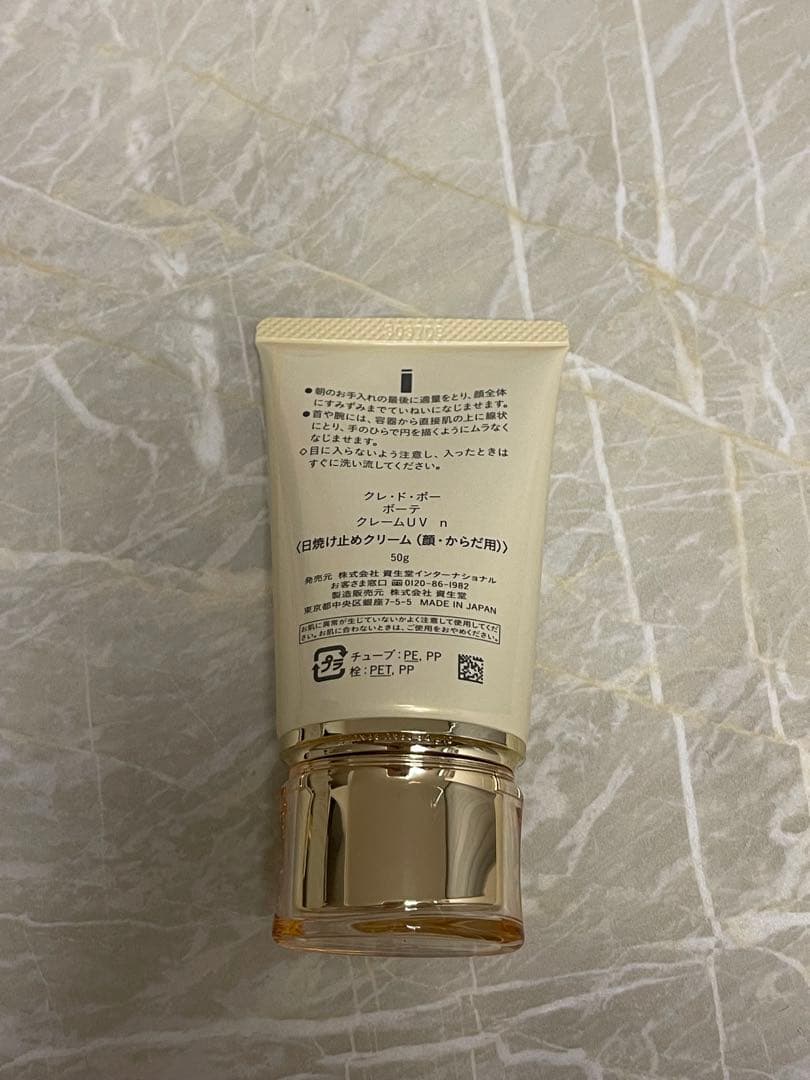 ●朝のお手入れの最後に適量をとり、顔全体
にすみずみまでていねいになじませます。
●首や腕には、容器から直接肌の上に線状
にとり、手のひらで円を描くようにムラなく
なじませます。
◇目に入らないよう注意し、入ったときは
すぐに洗い流してください。
クレ・ド・ポー
ボーテ
クレームUV n
〈日焼け止めクリーム(顔・からだ用)〉
50g
発売元 株式会社 資生堂インターナショナル
お客さま窓口 0120-86-1982
製造販売元 株式会社 資生堂
東京都中央区銀座7-5-5 MADE IN JAPAN
お肌に異常が生じていないかよく注意して使用してくだ
さい。お肌に合わないときは、ご使用をおやめください。
プラ チューブ:PE, PP
栓:PET, PP